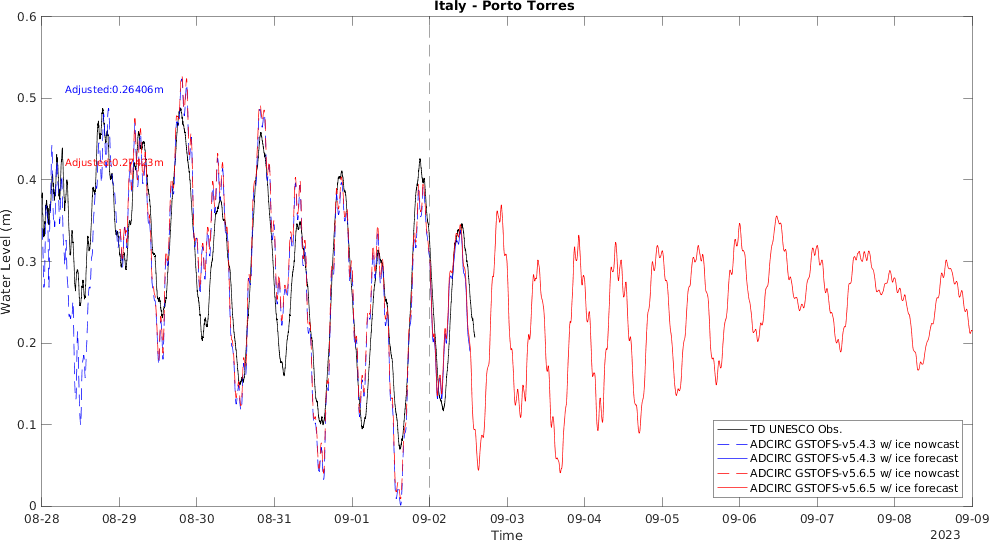 Italy - Porto Torres
0.6
0.5
0.4
0.3
0.2
0.1
0
Water Level (m)
Adjusted:0.26406m
08-28
08-29
08-30
08-31
09-01
09-02
09-03
09-04
09-05
09-06
09-07
09-08
09-09
Time
2023
TD UNESCO Obs.
ADCIRC GSTOFS-v5.4.3 w/ ice nowcast
ADCIRC GSTOFS-v5.4.3 w/ ice forecast
ADCIRC GSTOFS-v5.6.5 w/ ice nowcast
ADCIRC GSTOFS-v5.6.5 w/ ice forecast